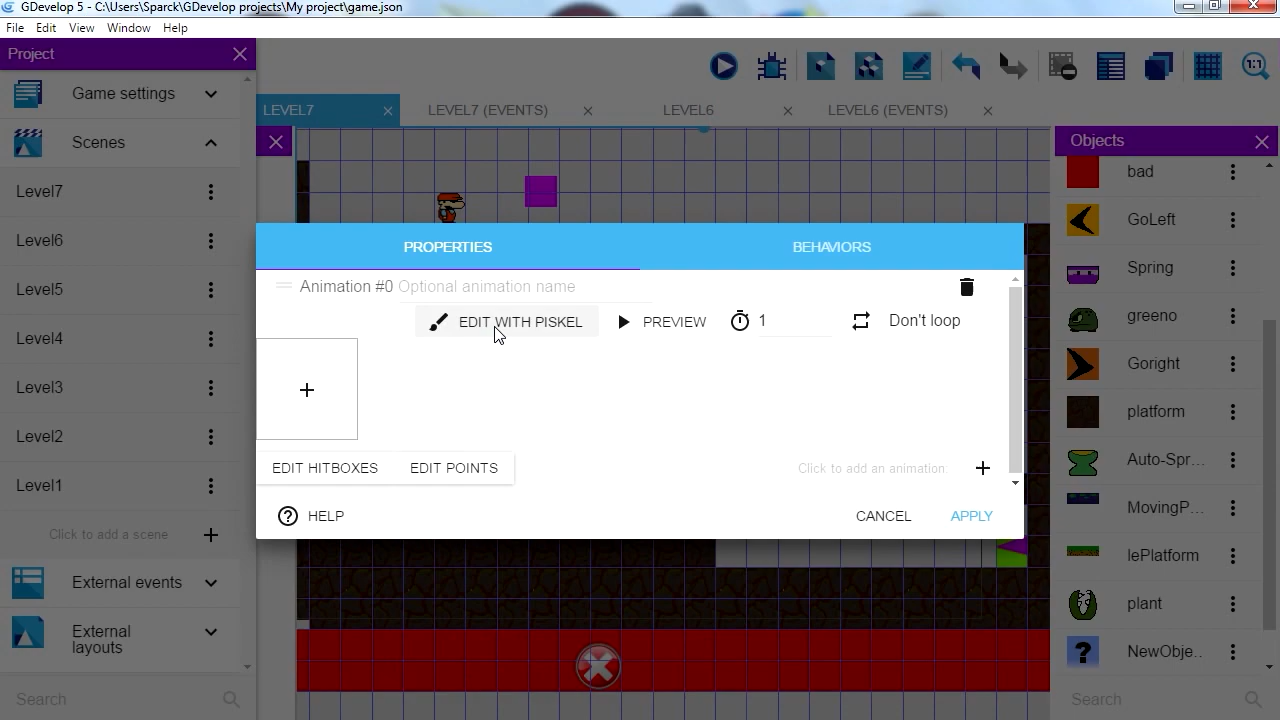 GDevelop 5 - C:\Users\Sparck\GDevelop projects\My project\game.json
File Edit View Window Help
Project
Game settings
Scenes
Level7
Level6
Level5
Level4
Level3
Level2
Level1
Click to add a scene
External events
External
layouts
Search
1:1
LEVEL7 LEVEL7 (EVENTS) LEVEL6 LEVEL6 (EVENTS)
PROPERTIES BEHAVIORS
Animation #0 Optional animation name
EDIT WITH PISKEL PREVIEW 1 Don't loop
EDIT HITBOXES EDIT POINTS Click to add an animation.
HELP CANCEL APPLY
Objects
bad
GoLeft
Spring
greeno
Goright
platform
Auto-Spr...
MovingP...
lePlatform
plant
NewObje..
Search